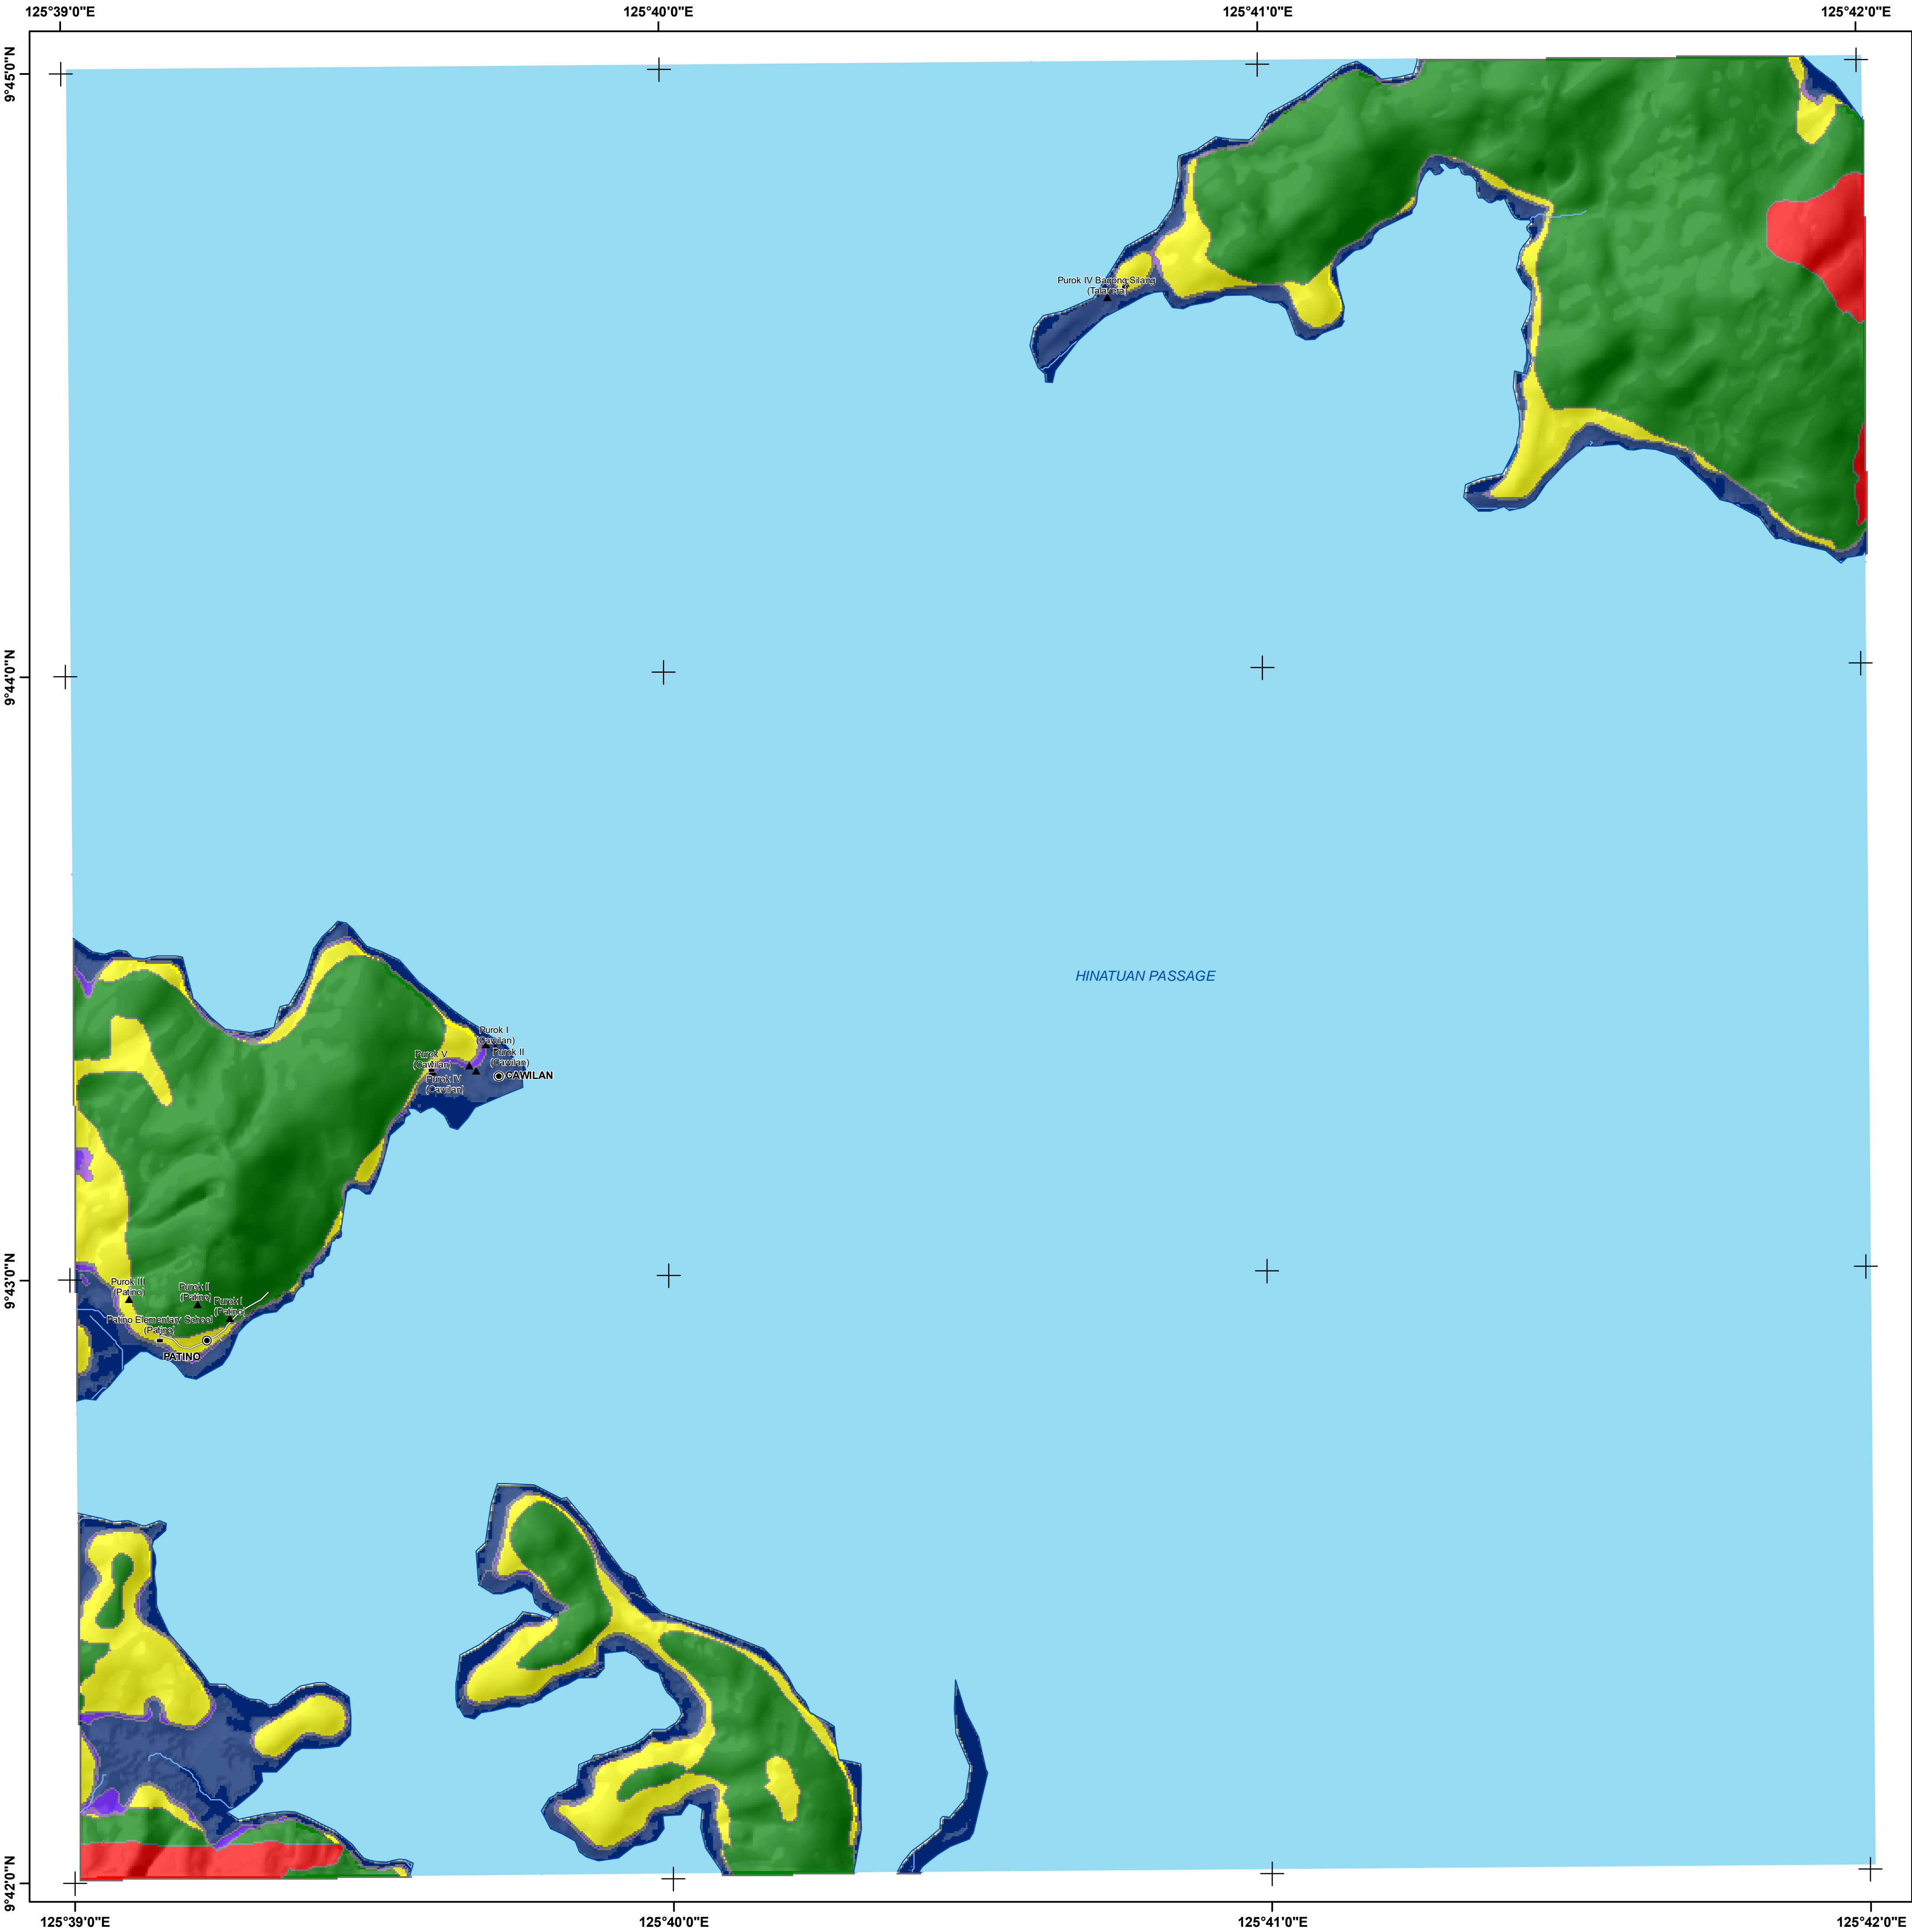 125°39'0"E
125°40'0"E
125°41'0"E
125°42'0"E
9°45'0"N
Purok IV Bagong Silang
(Talavera)
9°44'0"N
HINATUAN PASSAGE
Purok I
(Cawilan)
Purok II
(Cawilan)
Purok V
(Cawilan)
CAWILAN
Purok IV
(Cawilan)
9°43'0"N
Purok III
(Patino)
Purok II
(Patino)
Purok I
(Patino)
Patino Elementary School
(Patino)
PATINO
9°42'0"N
125°39'0"E
125°40'0"E
125°41'0"E
125°42'0"E